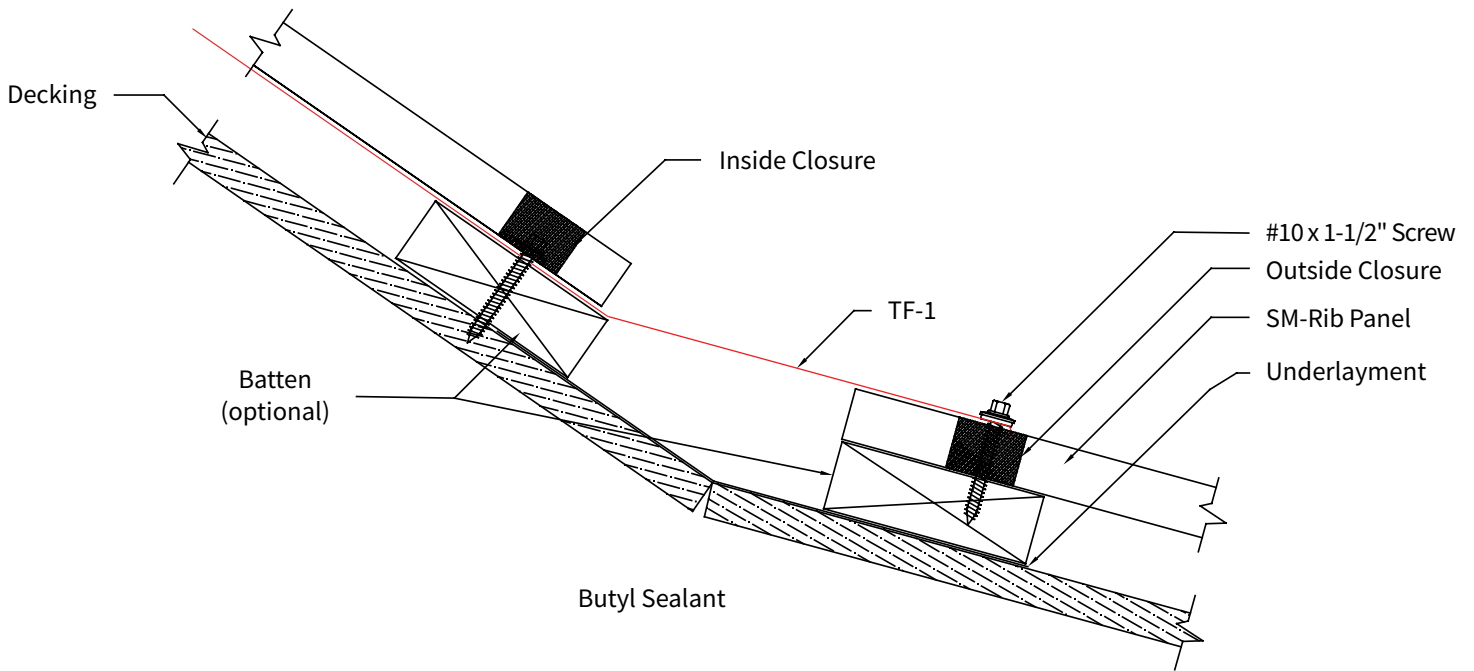 Decking
Inside Closure
#10 x 1-1/2" Screw
Outside Closure
TF-1
SM-Rib Panel
Underlayment
Batten
(optional)
Butyl Sealant